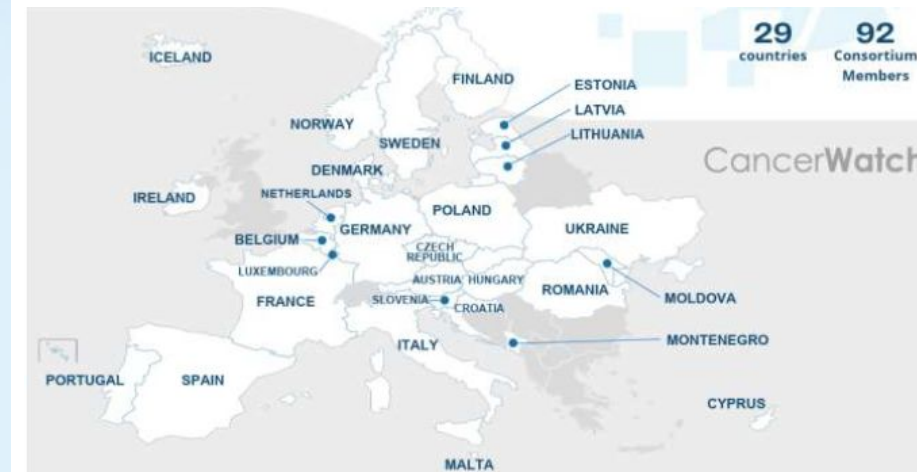 29
countries
92
Consortium
Members
ICELAND
FINLAND
ESTONIA
LATVIA
LITHUANIA
NORWAY
SWEDEN
CancerWatch
DENMARK
IRELAND
NETHERLANDS
POLAND
GERMANY
UKRAINE
BELGIUM
CZECH
REPUBLIC
LUXEMBOURG
AUSTRIA
HUNGARY
ROMANIA
MOLDOVA
FRANCE
SLOVENIA
CROATIA
MONTENEGRO
ITALY
PORTUGAL
SPAIN
CYPRUS
MALTA